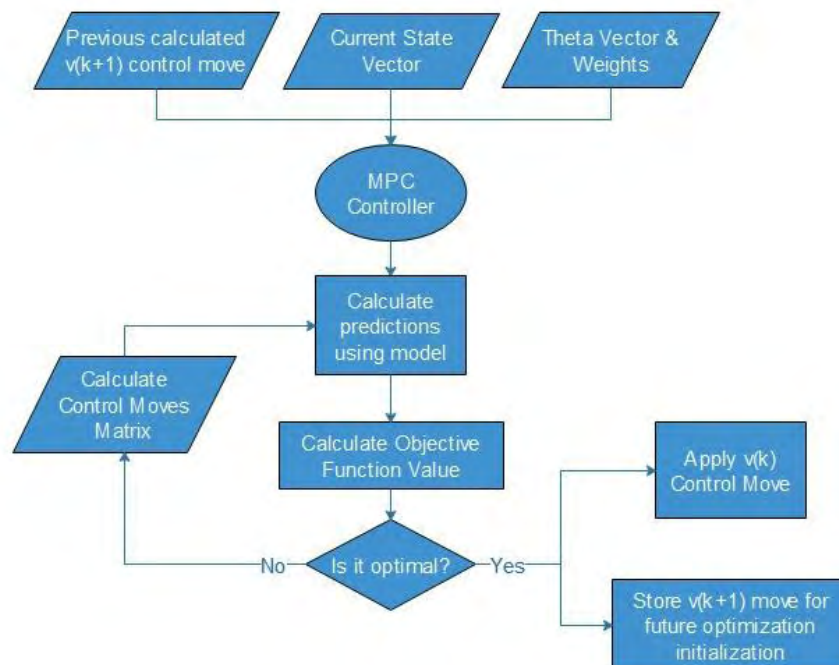 Previous calculated
v(k+1) control move
Current State
Vector
Theta Vector &
Weights
MPC
Controller
Calculate
predictions
using model
Calculate
Control Moves
Matrix
Calculate Objective
Function Value
Apply v(k)
Control Move
Is it optimal?
No
Yes
Store v(k+1) move for
future optimization
initialization